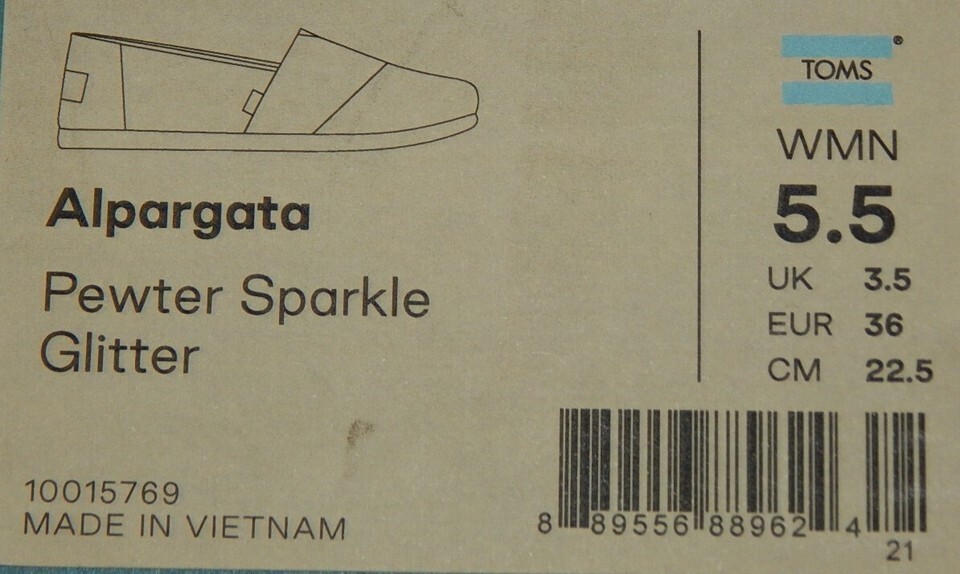 TOMS®
WMN
5.5
UK 3.5
EUR 36
CM 22.5
Alpargata
Pewter Sparkle
Glitter
10015769
MADE IN VIETNAM
8 89556 88962 4
21